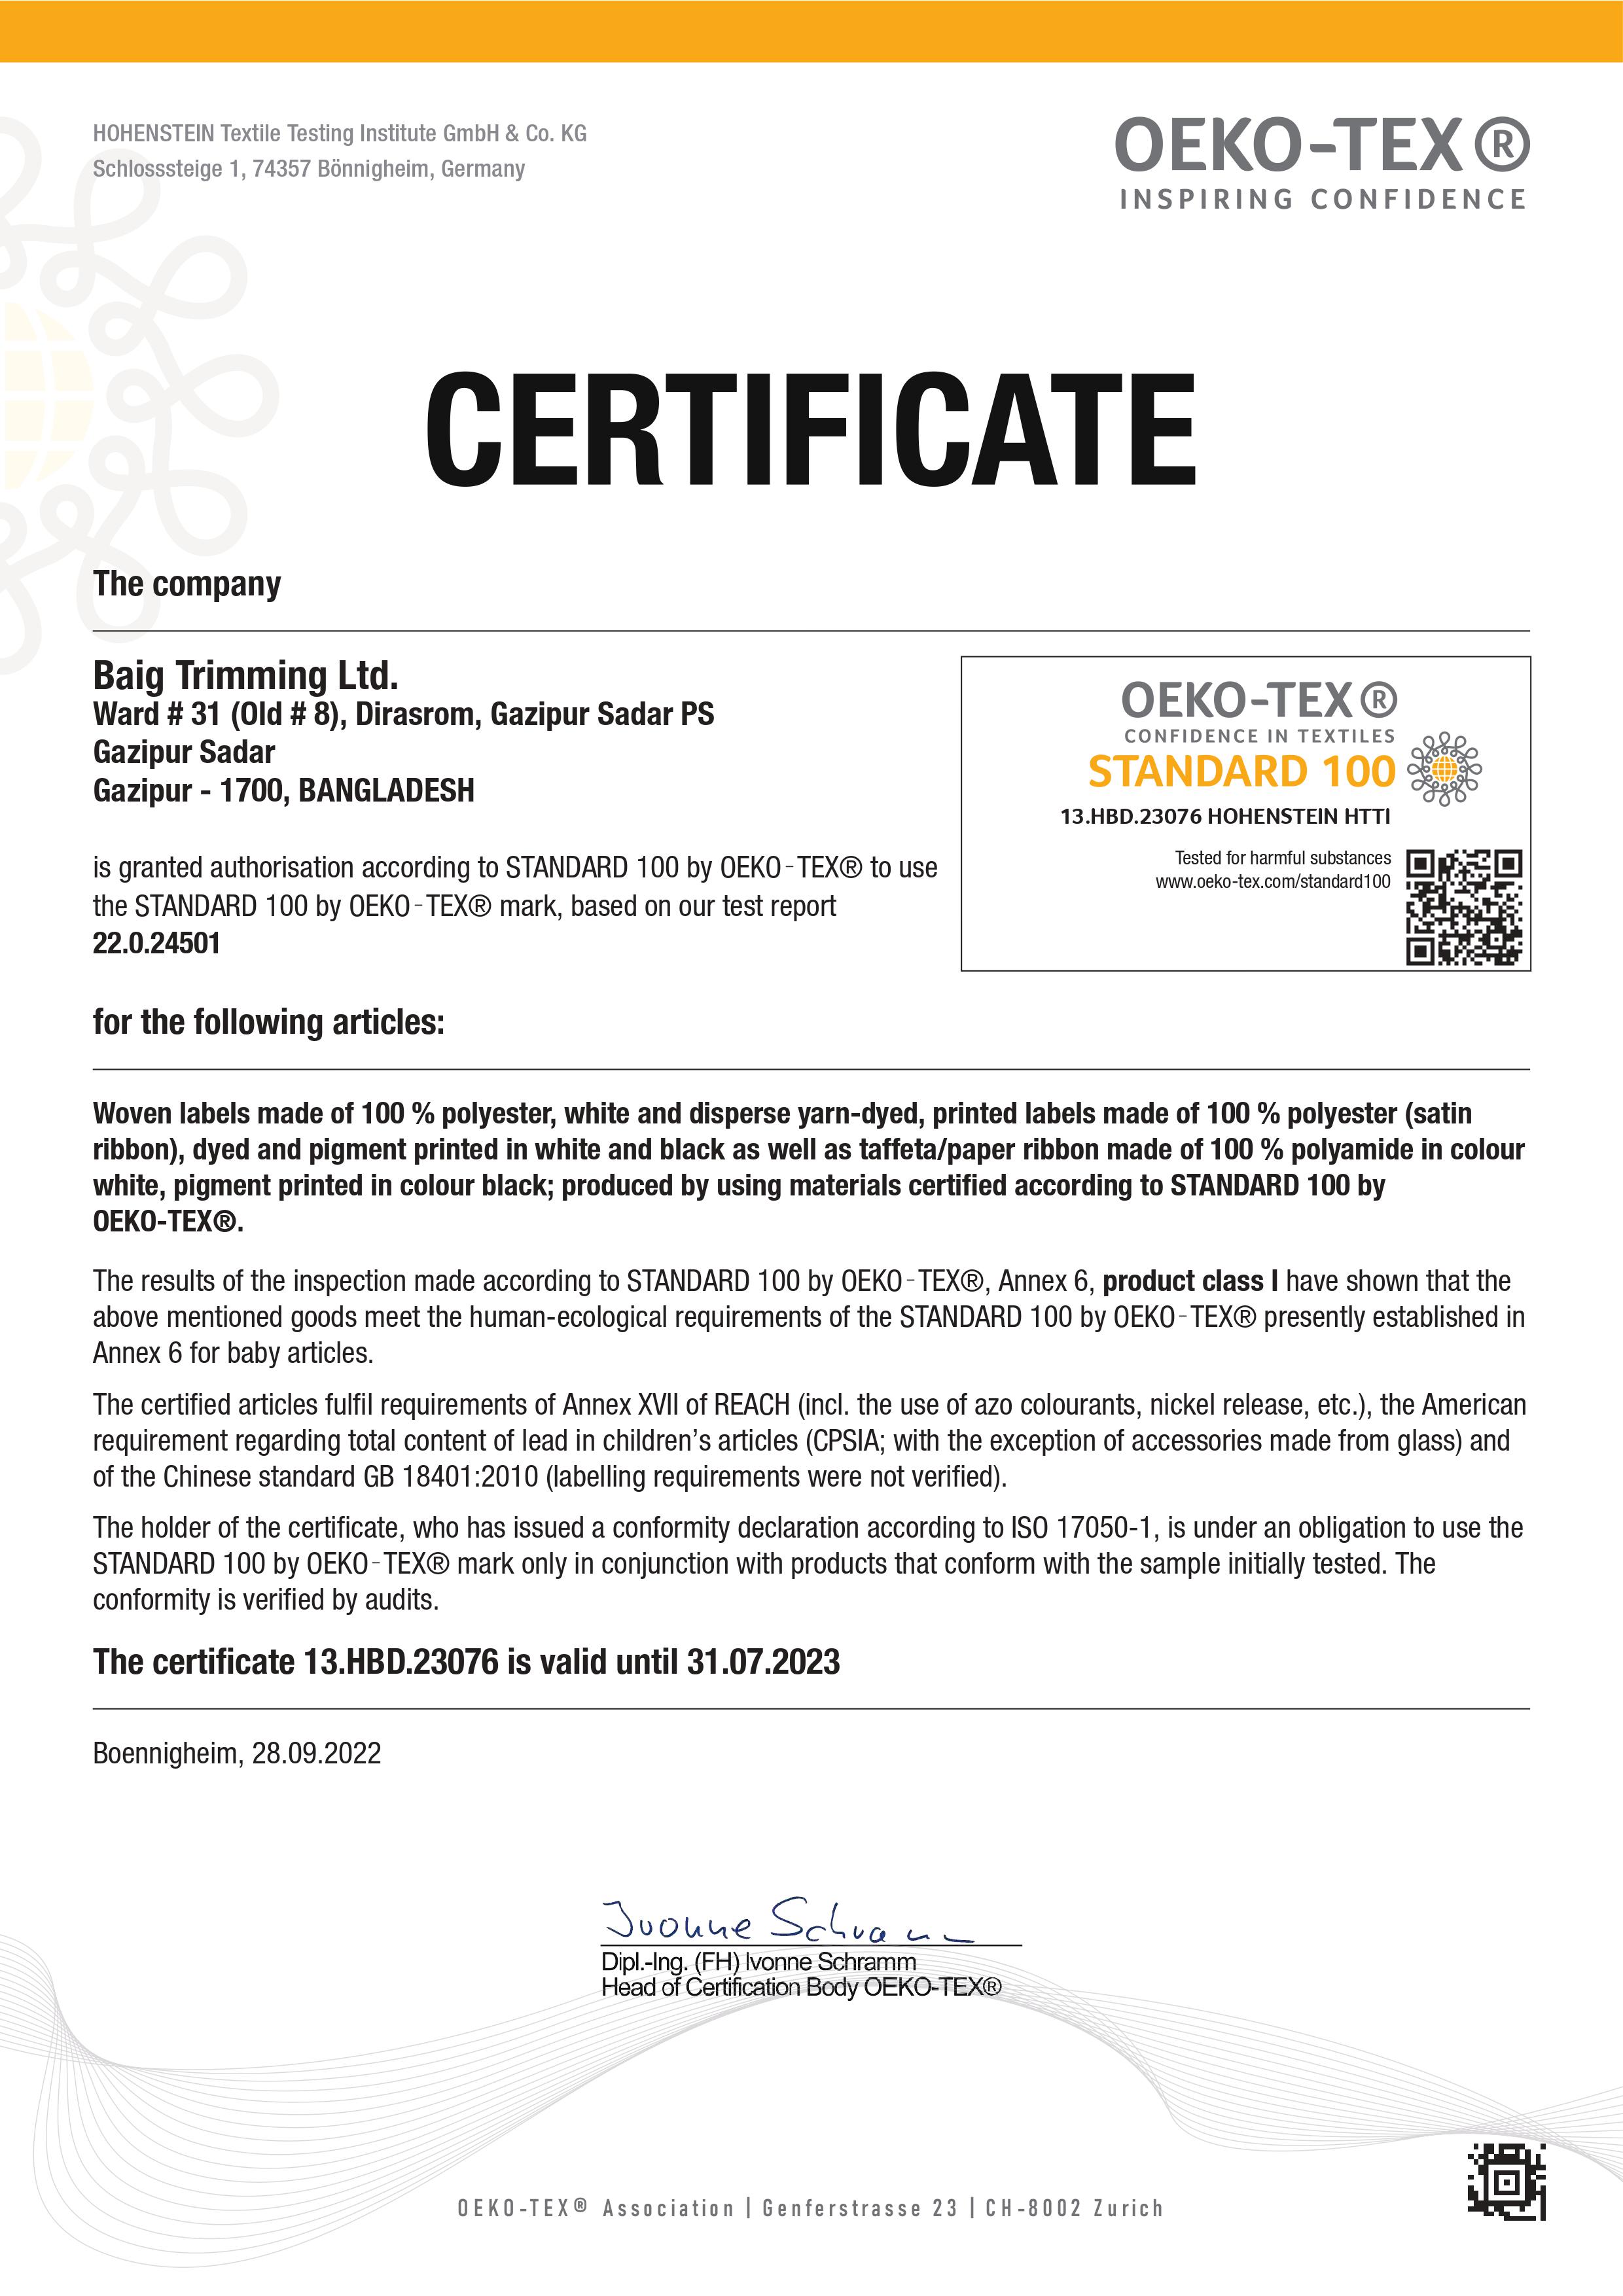 HOHENSTEIN Textile Testing Institute GmbH & Co. KG
Schlosssteige 1, 74357 Bönnigheim, Germany
OEKO-TEX®
INSPIRING CONFIDENCE
CERTIFICATE
The company
Baig Trimming Ltd.
Ward # 31 (Old # 8), Dirasrom, Gazipur Sadar PS
Gazipur Sadar
Gazipur - 1700, BANGLADESH
is granted authorisation according to STANDARD 100 by OEKO-TEX® to use
the STANDARD 100 by OEKO-TEX® mark, based on our test report
22.0.24501
OEKO-TEX®
CONFIDENCE IN TEXTILES
STANDARD 100
13.HBD.23076 HOHENSTEIN HTTI
Tested for harmful substances
www.oeko-tex.com/standard100
for the following articles:
Woven labels made of 100 % polyester, white and disperse yarn-dyed, printed labels made of 100 % polyester (satin
ribbon), dyed and pigment printed in white and black as well as taffeta/paper ribbon made of 100 % polyamide in colour
white, pigment printed in colour black; produced by using materials certified according to STANDARD 100 by
OEKO-TEX®.
The results of the inspection made according to STANDARD 100 by OEKO-TEX®, Annex 6, product class I have shown that the
above mentioned goods meet the human-ecological requirements of the STANDARD 100 by OEKO-TEX® presently established in
Annex 6 for baby articles.
The certified articles fulfil requirements of Annex XVII of REACH (incl. the use of azo colourants, nickel release, etc.), the American
requirement regarding total content of lead in children's articles (CPSIA; with the exception of accessories made from glass) and
of the Chinese standard GB 18401:2010 (labelling requirements were not verified).
The holder of the certificate, who has issued a conformity declaration according to ISO 17050-1, is under an obligation to use the
STANDARD 100 by OEKO-TEX® mark only in conjunction with products that conform with the sample initially tested. The
conformity is verified by audits.
The certificate 13.HBD.23076 is valid until 31.07.2023
Boennigheim, 28.09.2022
Ivonne Schramm
Dipl.-Ing. (FH) Ivonne Schramm
Head of Certification Body OEKO-TEX®
OEKO-TEX® Association | Genferstrasse 23 | CH-8002 Zurich